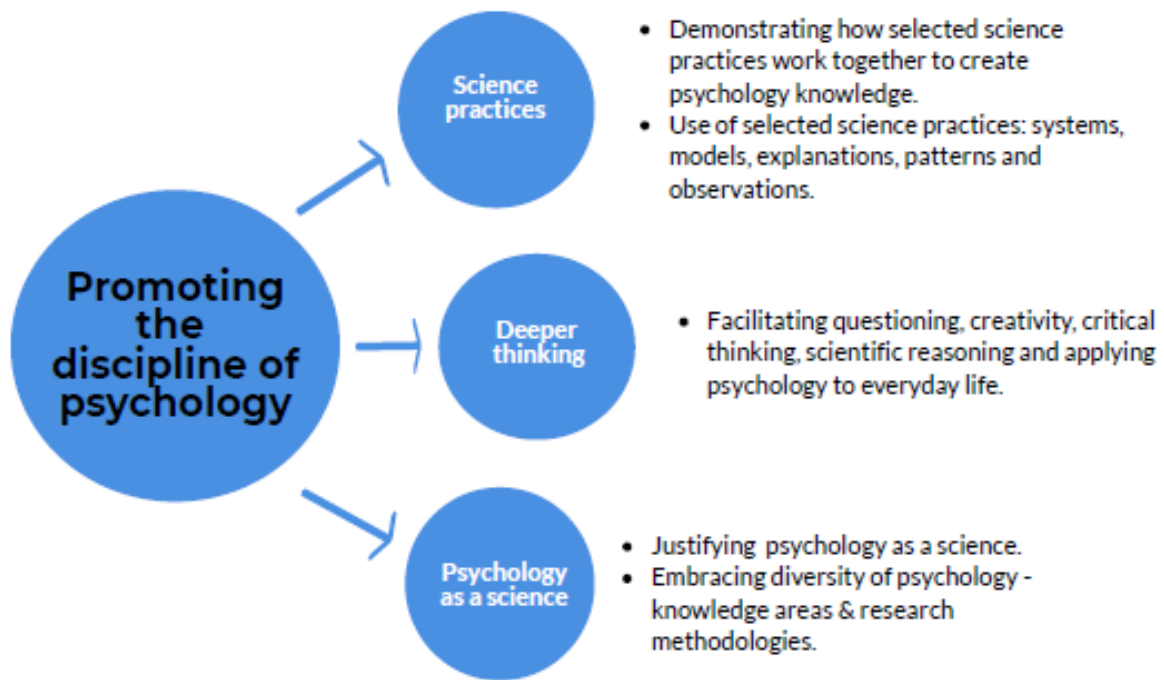 Science
practices
• Demonstrating how selected science
practices work together to create
psychology knowledge.
• Use of selected science practices: systems,
models, explanations, patterns and
observations.
Promoting
the
discipline of
psychology
Deeper
thinking
• Facilitating questioning, creativity, critical
thinking, scientific reasoning and applying
psychology to everyday life.
Psychology
as a science
• Justifying psychology as a science.
• Embracing diversity of psychology -
knowledge areas & research
methodologies.